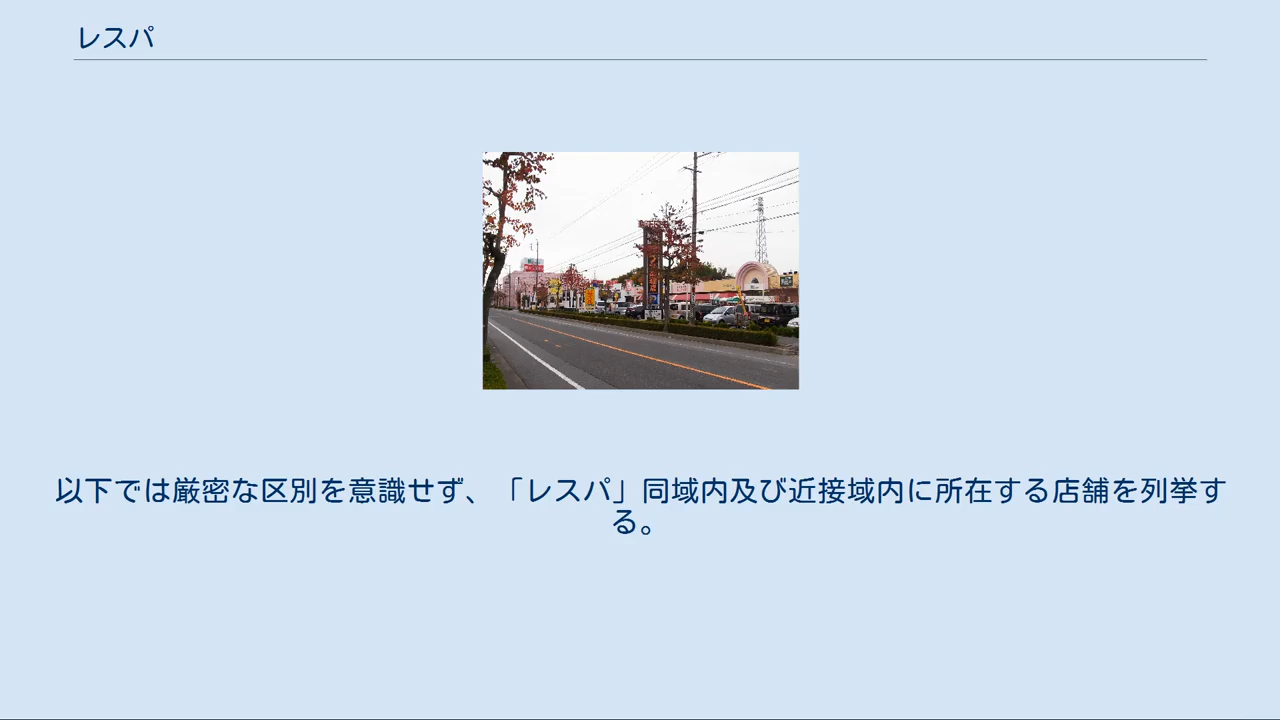 レスパ
以下では厳密な区別を意識せず、「レスパ」同域内及び近接域内に所在する店舗を列挙す
る。